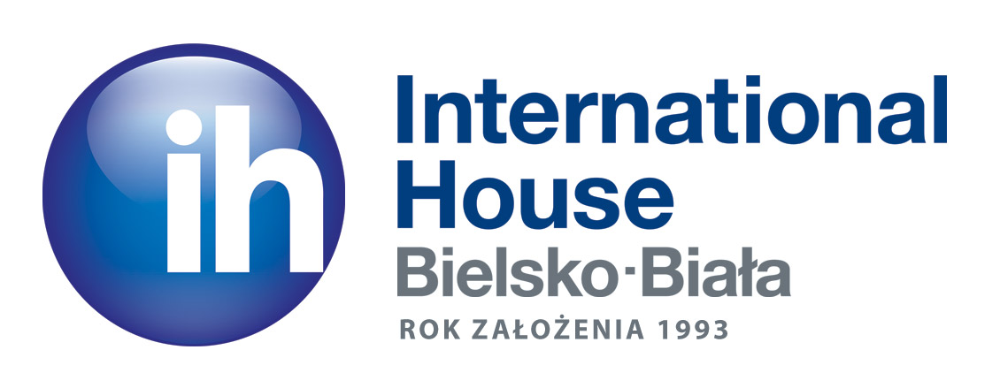 ih
International
House
Bielsko-Biała
ROK ZAŁOŻENIA 1993